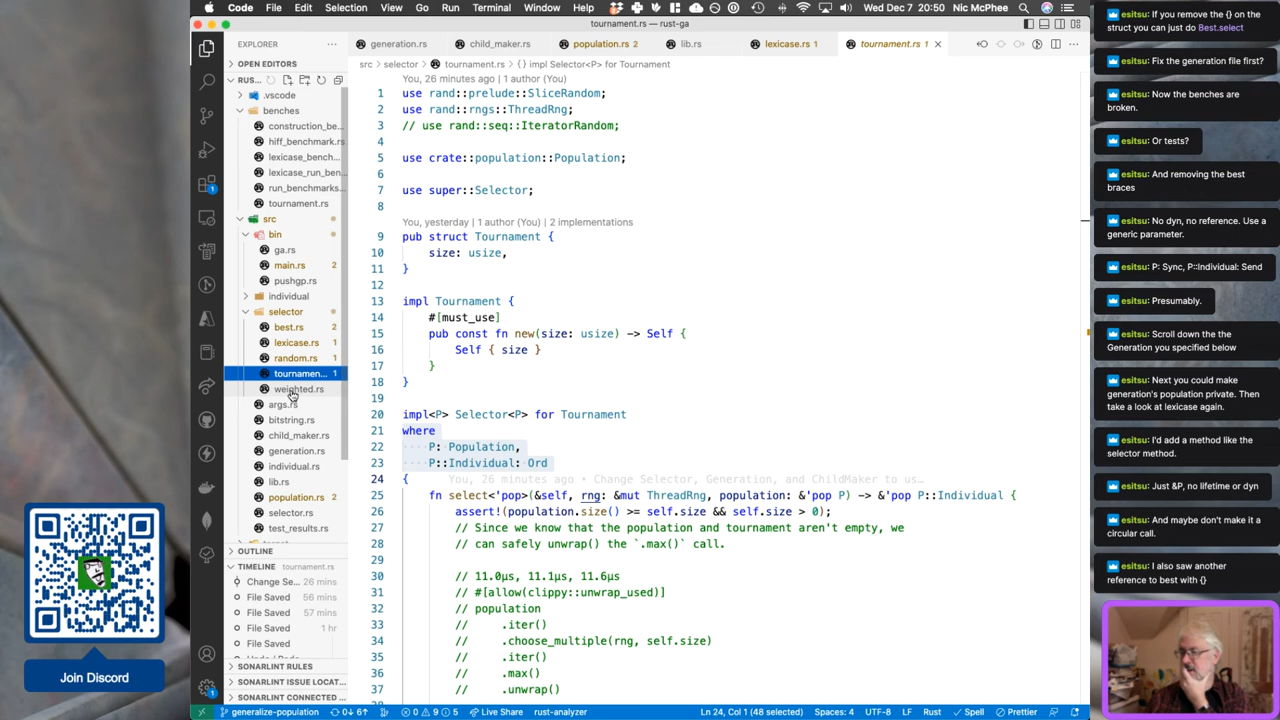 Code File Edit Selection View Go Run Terminal Window Help
Wed Dec 7 20:50 Nic McPhee
tournament.rs — rust-ga
EXPLORER
OPEN EDITORS
RUS...
.vscode
benches
construction_be...
hiff_benchmark.rs
lexicase_bench...
lexicase_run_ben...
run_benchmarks...
tournament.rs
src
bin
ga.rs
main.rs 2
pushgp.rs
individual
selector
best.rs 2
lexicase.rs 1
random.rs 1
tournamen... 1
weighted.rs
args.rs
bitstring.rs
child_maker.rs
generation.rs
individual.rs
lib.rs
population.rs 2
selector.rs
test_results.rs
OUTLINE
TIMELINE tournament.rs
Change Se... 26 mins
File Saved 56 mins
File Saved 57 mins
File Saved 1 hr
File Saved
SONARLINT RULES
SONARLINT ISSUE LOCAT...
SONARLINT CONNECTED ...
generation.rs child_maker.rs population.rs 2 lib.rs lexicase.rs 1 tournament.rs 1
src > selector > tournament.rs > {} impl Selector<P> for Tournament
You, 26 minutes ago | 1 author (You)
1 use rand::prelude::SliceRandom;
2 use rand::rngs::ThreadRng;
3 // use rand::seq::IteratorRandom;
4
5 use crate::population::Population;
6
7 use super::Selector;
8
You, yesterday | 1 author (You) | 2 implementations
9 pub struct Tournament {
10 size: usize,
11 }
12
13 impl Tournament {
14 #[must_use]
15 pub const fn new(size: usize) -> Self {
16 Self { size }
17 }
18 }
19
20 impl<P> Selector<P> for Tournament
21 where
22 P: Population,
23 P::Individual: Ord
24 { You, 26 minutes ago • Change Selector, Generation, and ChildMaker to us…
25 fn select<'pop>(&self, rng: &mut ThreadRng, population: &'pop P) -> &'pop P::Individual {
26 assert!(population.size() >= self.size && self.size > 0);
27 // Since we know that the population and tournament aren't empty, we
28 // can safely unwrap() the `.max()` call.
29
30 // 11.0µs, 11.1µs, 11.6µs
31 // #[allow(clippy::unwrap_used)]
32 // population
33 // .iter()
34 // .choose_multiple(rng, self.size)
35 // .iter()
36 // .max()
37 // .unwrap()
generalize-population 0↓ 6↑ 0 9 5 Live Share rust-analyzer
Ln 24, Col 1 (48 selected) Spaces: 4 UTF-8 LF Rust Spell Prettier
Join Discord
esitsu: If you remove the {} on the
struct you can just do Best.select
esitsu: Fix the generation file first?
esitsu: Now the benches are
broken.
esitsu: Or tests?
esitsu: And removing the best
braces
esitsu: No dyn, no reference. Use a
generic parameter.
esitsu: P: Sync, P::Individual: Send
esitsu: Presumably.
esitsu: Scroll down the the
Generation you specified below
esitsu: Next you could make
generation's population private. Then
take a look at lexicase again.
esitsu: I'd add a method like the
selector method.
esitsu: Just &P, no lifetime or dyn
esitsu: And maybe don't make it a
circular call.
esitsu: I also saw another
reference to best with {}